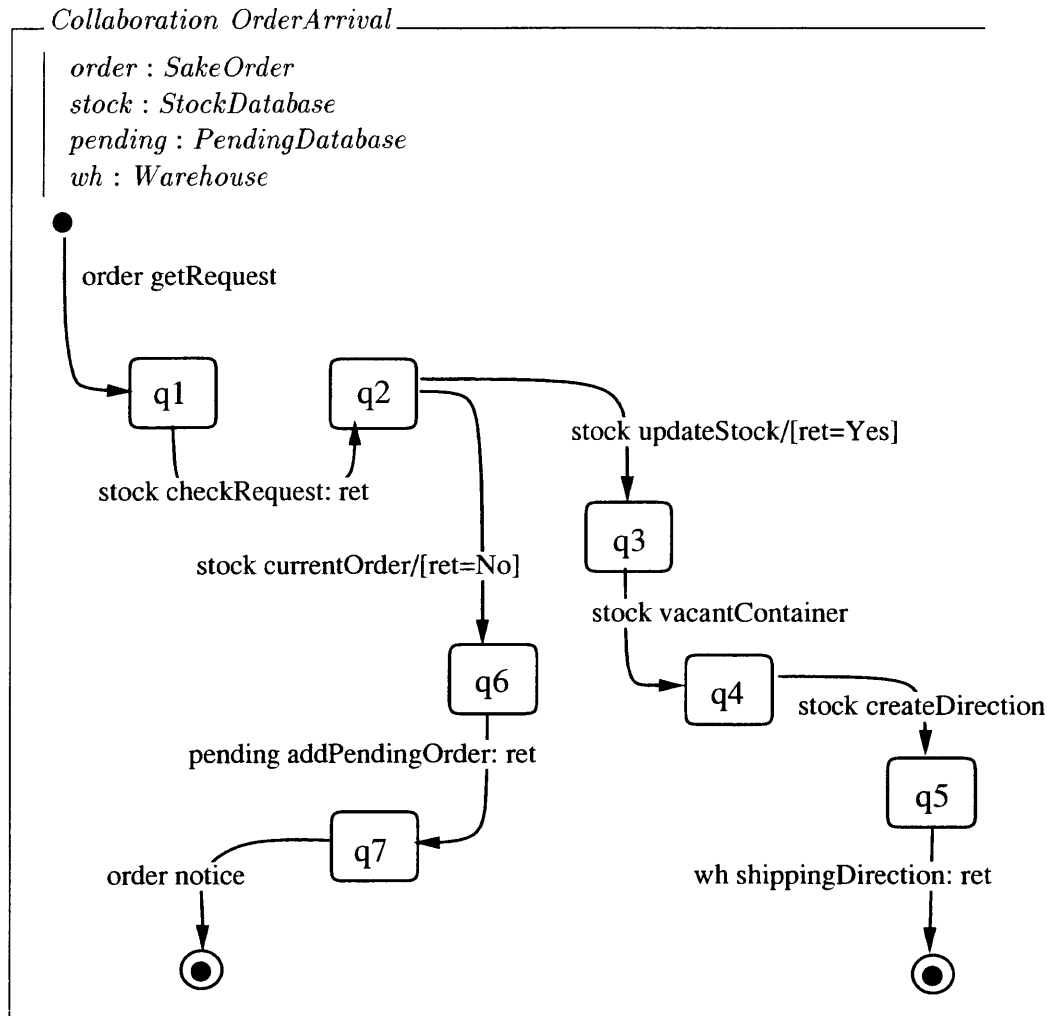 Collaboration OrderArrival
order : SakeOrder
stock : StockDatabase
pending : PendingDatabase
wh : Warehouse
order getRequest
q1
q2
stock updateStock/[ret=Yes]
stock checkRequest: ret
q3
stock currentOrder/[ret=No]
stock vacantContainer
q6
q4
stock createDirection
pending addPendingOrder: ret
q5
q7
order notice
wh shippingDirection: ret